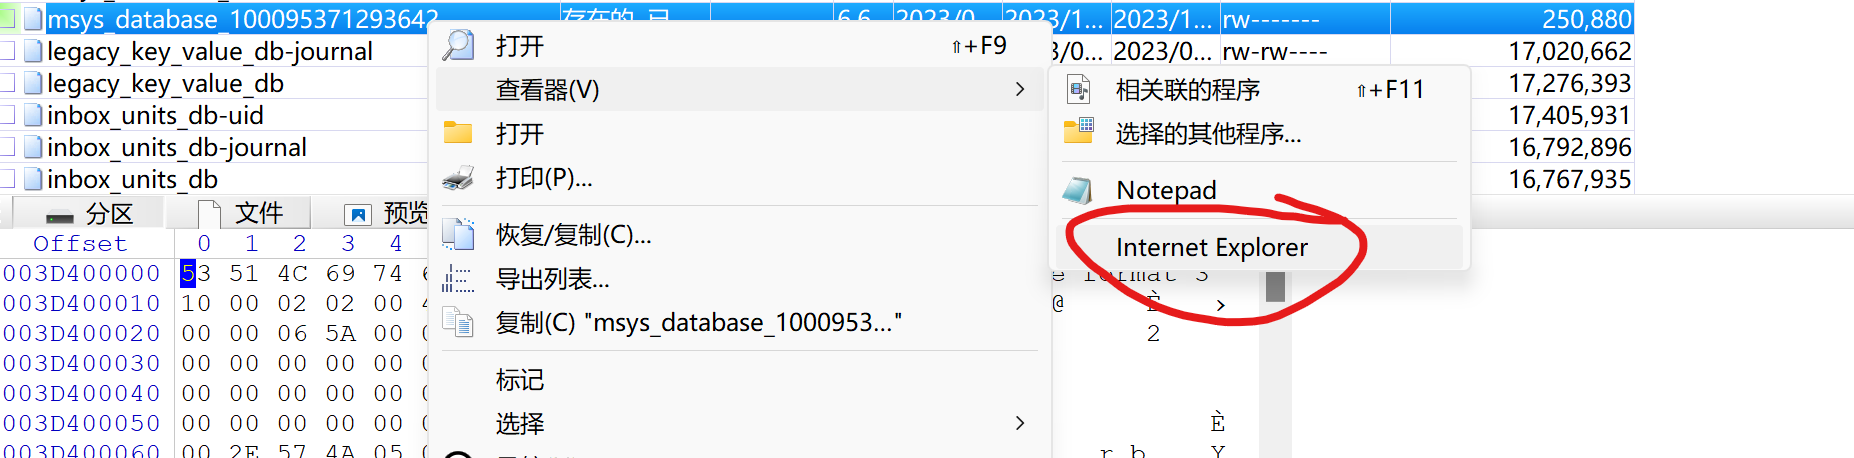 msys_database_100095371293642 存在的 6.6 2023/0... 2023/1... 2023/1... rw------- 250,880
legacy_key_value_db-journal 3/0... 2023/0... rw-rw---- 17,020,662
legacy_key_value_db 17,276,393
inbox_units_db-uid 17,405,931
inbox_units_db-journal 16,792,896
inbox_units_db 16,767,935
打开 ⇧+F9
查看器(V)
打开
打印(P)...
恢复/复制(C)...
导出列表...
复制(C) "msys_database_1000953..."
标记
选择
相关联的程序 ⇧+F11
选择的其他程序...
Notepad
Internet Explorer
分区 文件 预览
Offset 0 1 2 3 4
003D400000 53 51 4C 69 74 format 3
003D400010 10 00 02 02 00 @ È >
003D400020 00 00 06 5A 00 2
003D400030 00 00 00 00 00
003D400040 00 00 00 00 00
003D400050 00 00 00 00 00 È
003D400060 00 2E 57 4A 05 r b Y